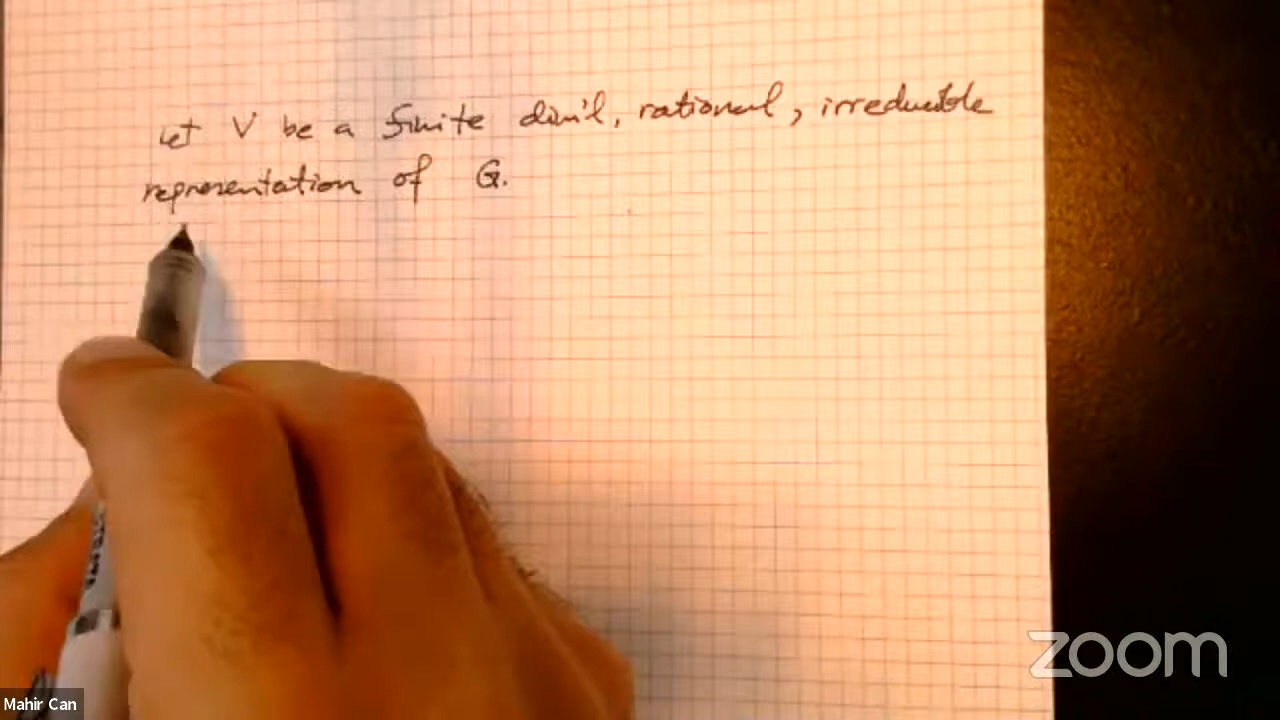 Let V be a finite dim'l, rational, irreducible
representation of G.
zoom
Mahir Can